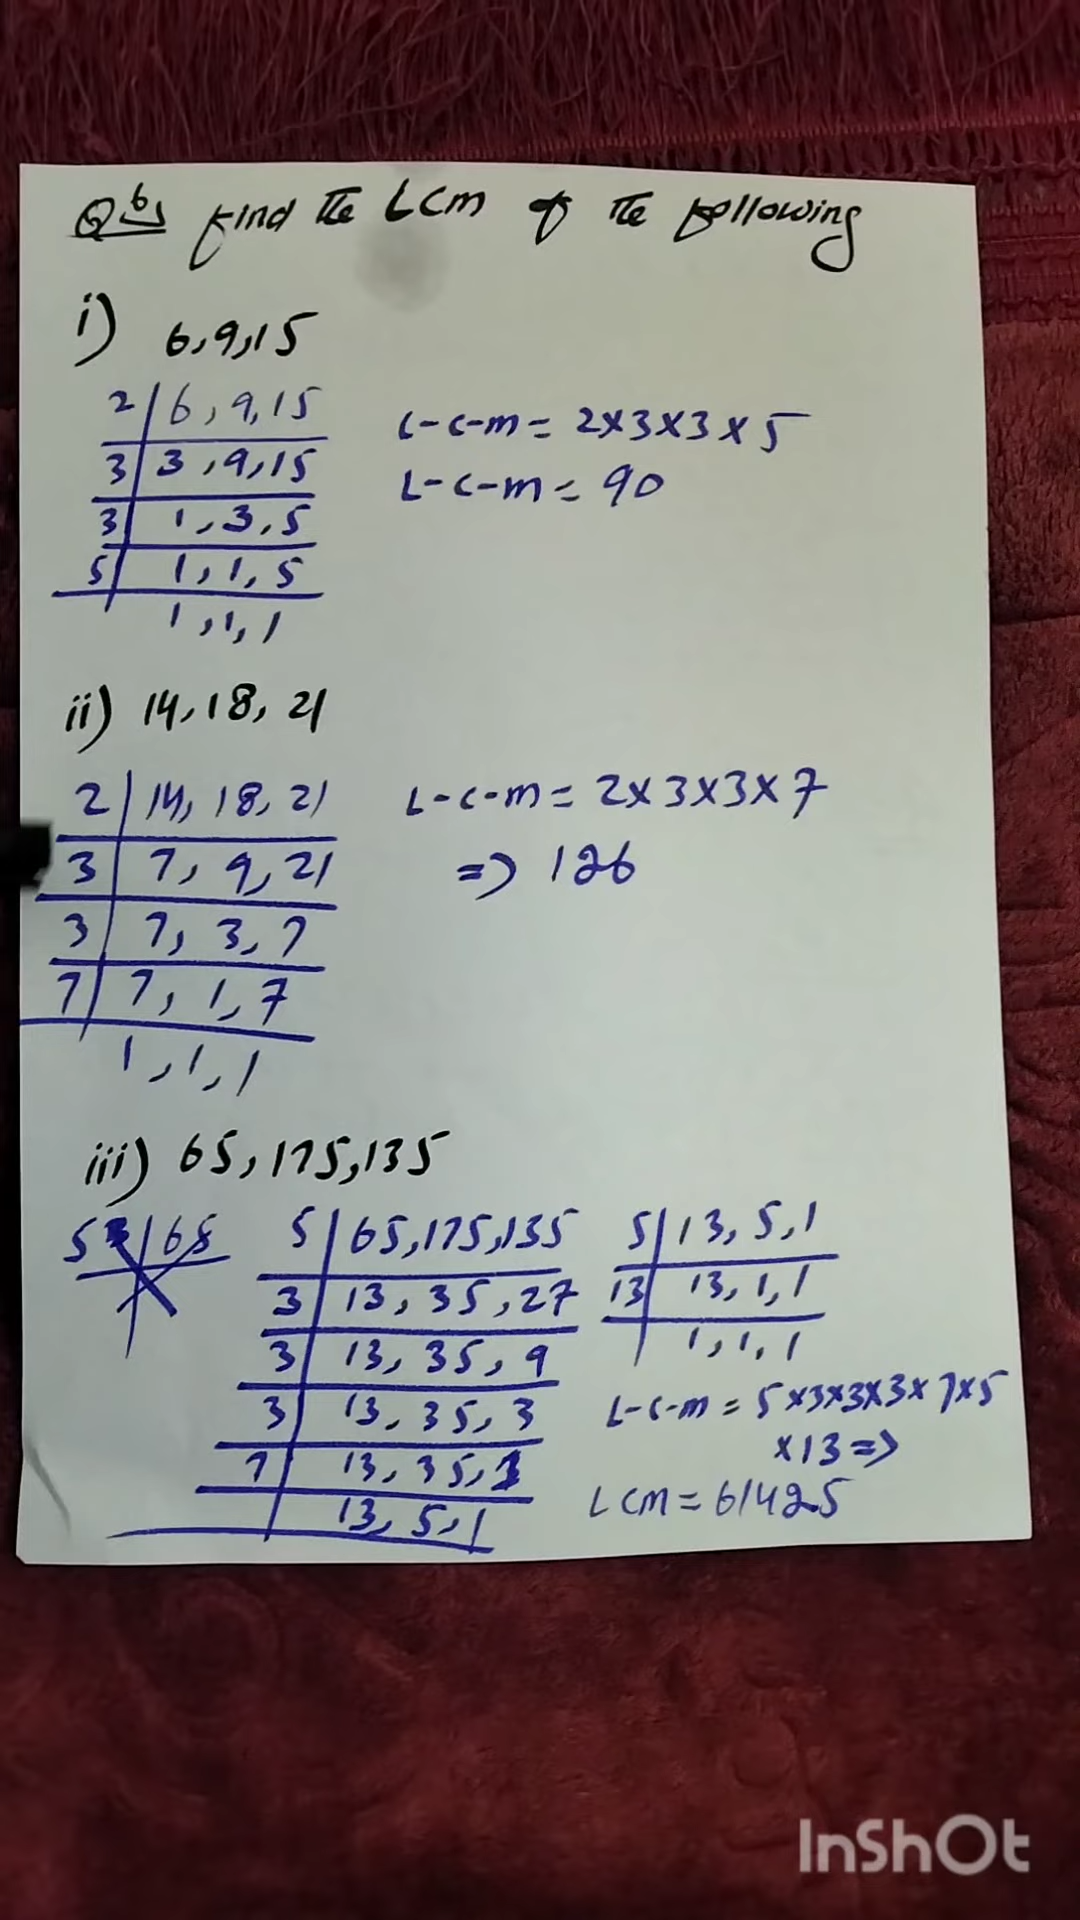 Q6, find the LCM of the following
i) 6,9,15
2 | 6, 9, 15
3 | 3, 9, 15
3 | 1, 3, 5
5 | 1, 1, 5
1, 1, 1
L-C-m = 2×3×3×5
L-C-m = 90
ii) 14, 18, 21
2 | 14, 18, 21
3 | 7, 9, 21
3 | 7, 3, 7
7 | 7, 1, 7
1, 1, 1
L-C-m = 2×3×3×7
=> 126
iii) 65, 175, 135
5 | 65
5 | 65, 175, 135
3 | 13, 35, 27
3 | 13, 35, 9
3 | 13, 35, 3
7 | 13, 35, 1
13, 5, 1
5 | 13, 5, 1
13 | 13, 1, 1
1, 1, 1
L-C-m = 5×3×3×3×7×5
×13 =>
LCM = 61425
InShOt